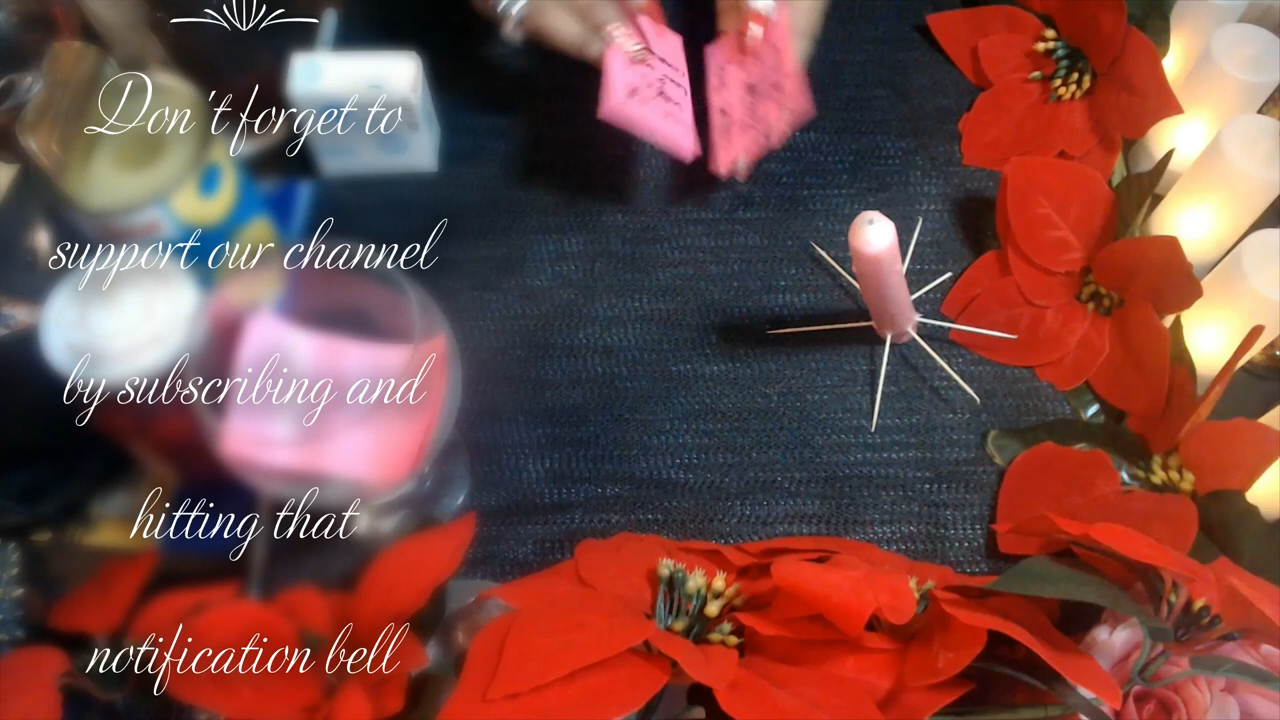 Don't forget to
support our channel
by subscribing and
hitting that
notification bell